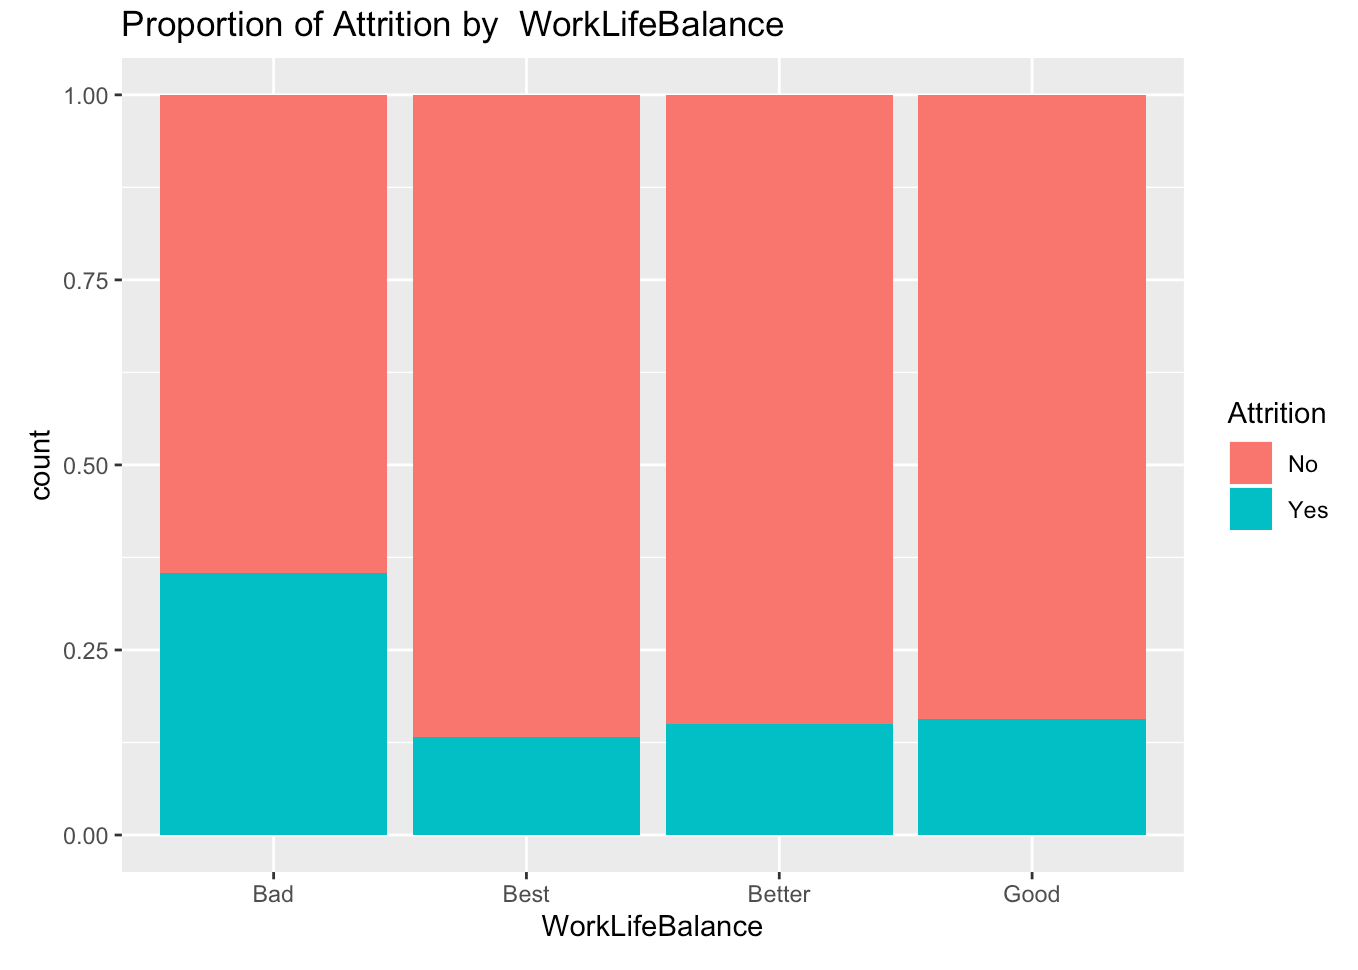 Proportion of Attrition by  WorkLifeBalance
1.00
0.75
0.50
0.25
0.00
count
Bad Best Better Good
WorkLifeBalance
Attrition
No
Yes